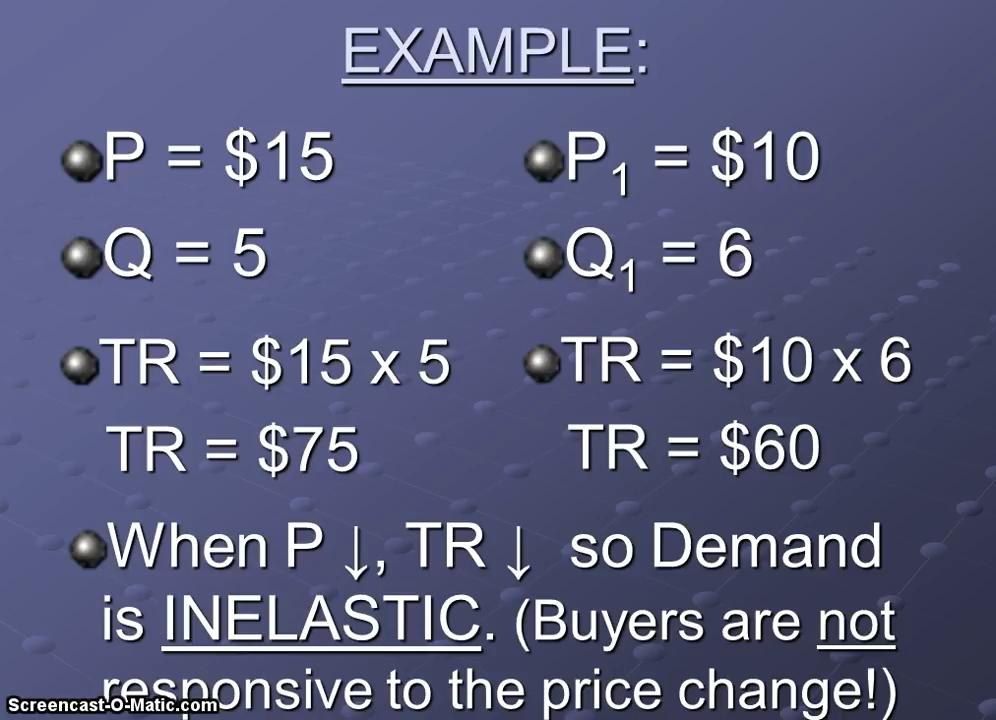 EXAMPLE:
P = $15
Q = 5
TR = $15 x 5
TR = $75
P₁ = $10
Q₁ = 6
TR = $10 x 6
TR = $60
When P ↓, TR ↓ so Demand
is INELASTIC. (Buyers are not
responsive to the price change!)
Screencast-O-Matic.com